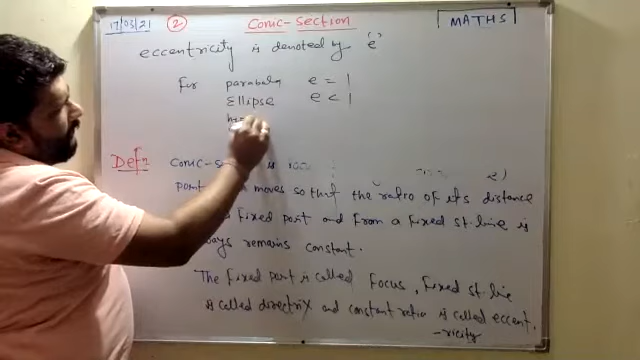 17/03/21 2 Conic-Section MATHS
eccentricity is denoted by 'e'
For parabola e = 1
Ellipse e < 1
Defn Conic-
point moves so that the ratio of its distance
fixed point and from a fixed st. line is
remains constant.
The fixed point is called Focus, fixed st. line
is called directrix and constant ratio is called eccent-
-ricity